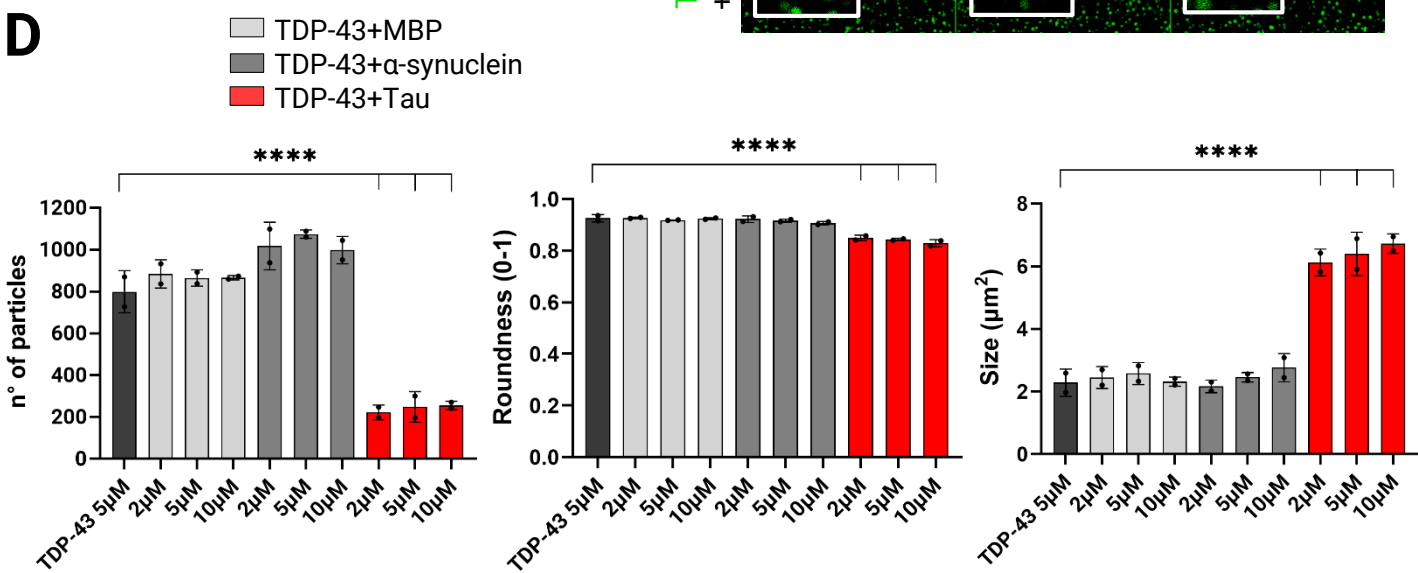 D
+
TDP-43+MBP
TDP-43+α-synuclein
TDP-43+Tau
****
n° of particles
1200
1000
800
600
400
200
0
TDP-43 5µM
2µM
5µM
10µM
2µM
5µM
10µM
2µM
5µM
10µM
****
Roundness (0-1)
1.0
0.8
0.6
0.4
0.2
0.0
TDP-43 5µM
2µM
5µM
10µM
2µM
5µM
10µM
2µM
5µM
10µM
****
Size (µm²)
8
6
4
2
0
TDP-43 5µM
2µM
5µM
10µM
2µM
5µM
10µM
2µM
5µM
10µM